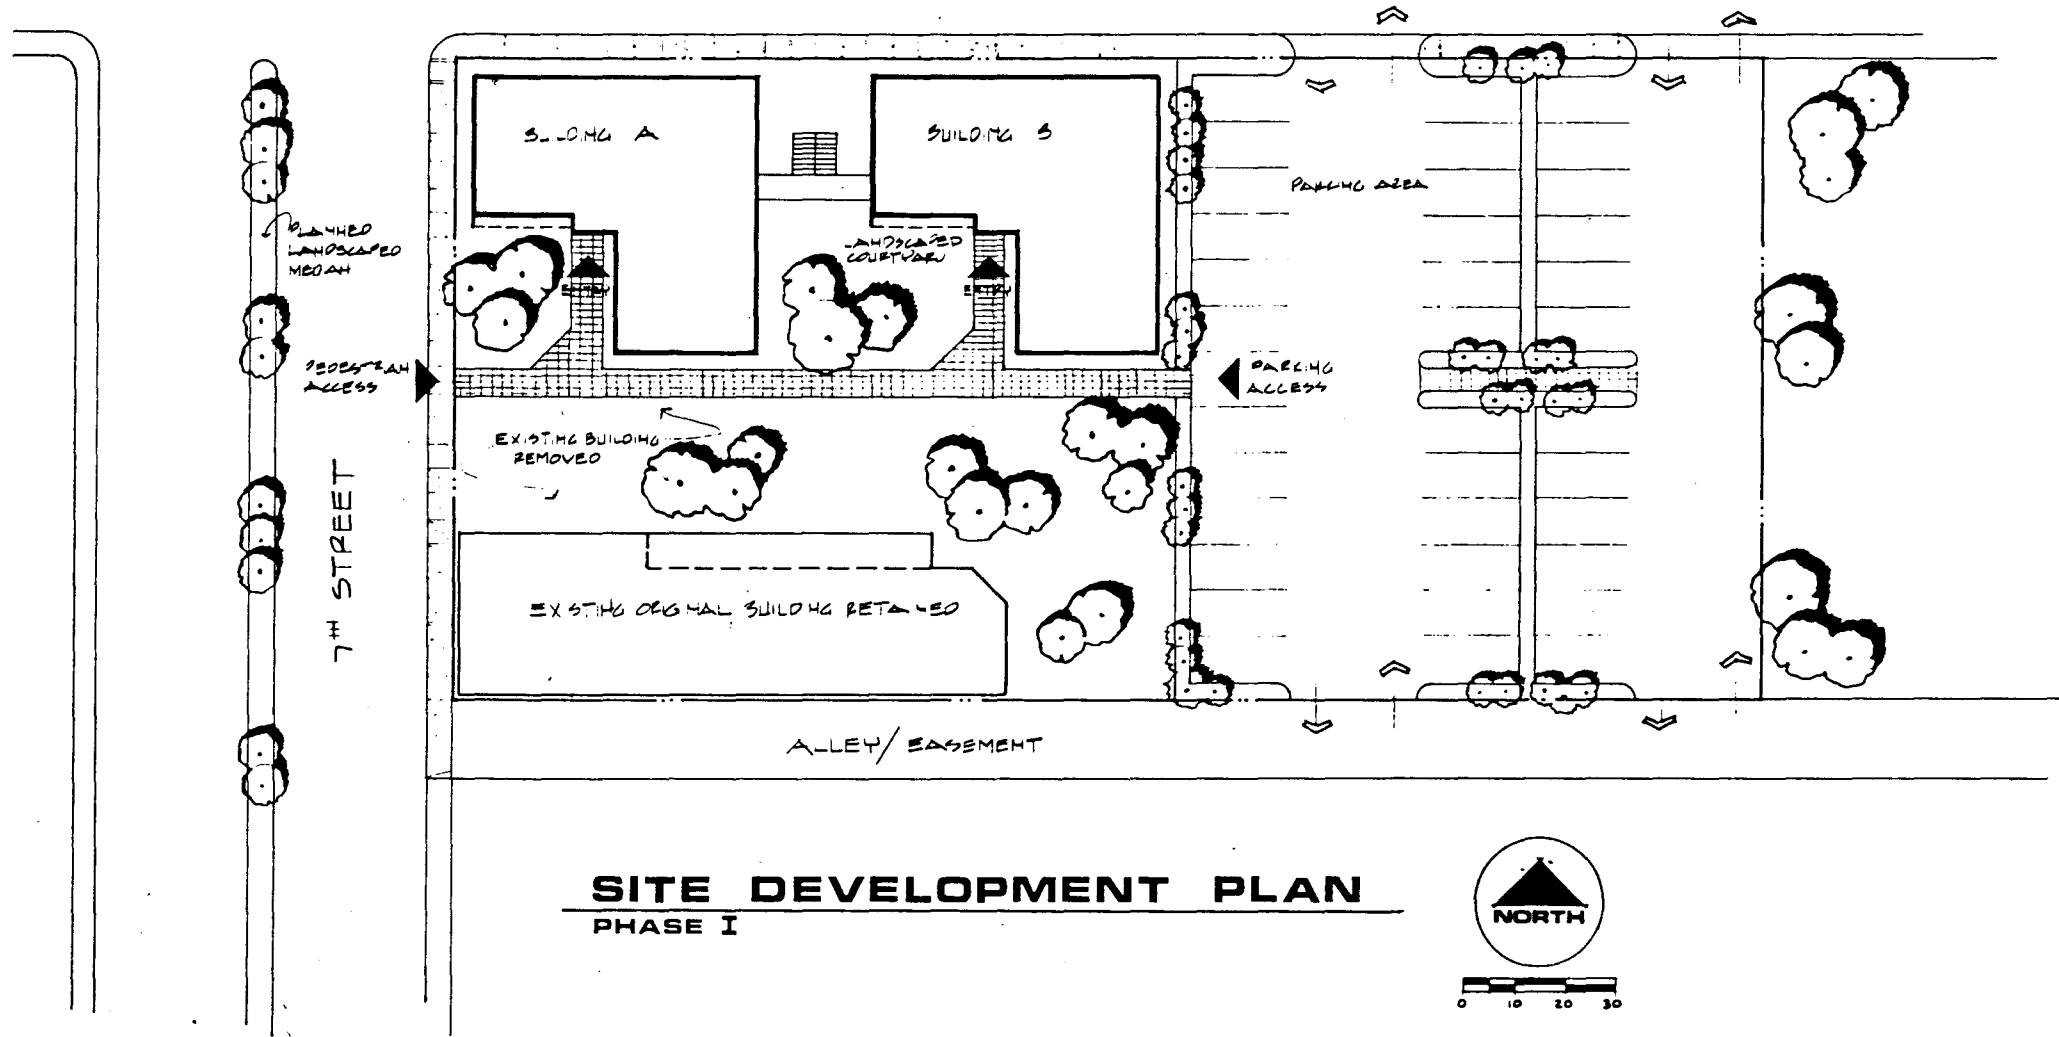 BUILDING A
BUILDING B
PARKING AREA
PLANNED
LANDSCAPED
MEDIAN
LANDSCAPED
COURTYARD
ENTRY
ENTRY
PEDESTRIAN
ACCESS
PARKING
ACCESS
EXISTING BUILDING
REMOVED
7TH STREET
EXISTING ORIGINAL BUILDING RETAINED
ALLEY/EASEMENT
SITE DEVELOPMENT PLAN
PHASE I
NORTH
0 10 20 30